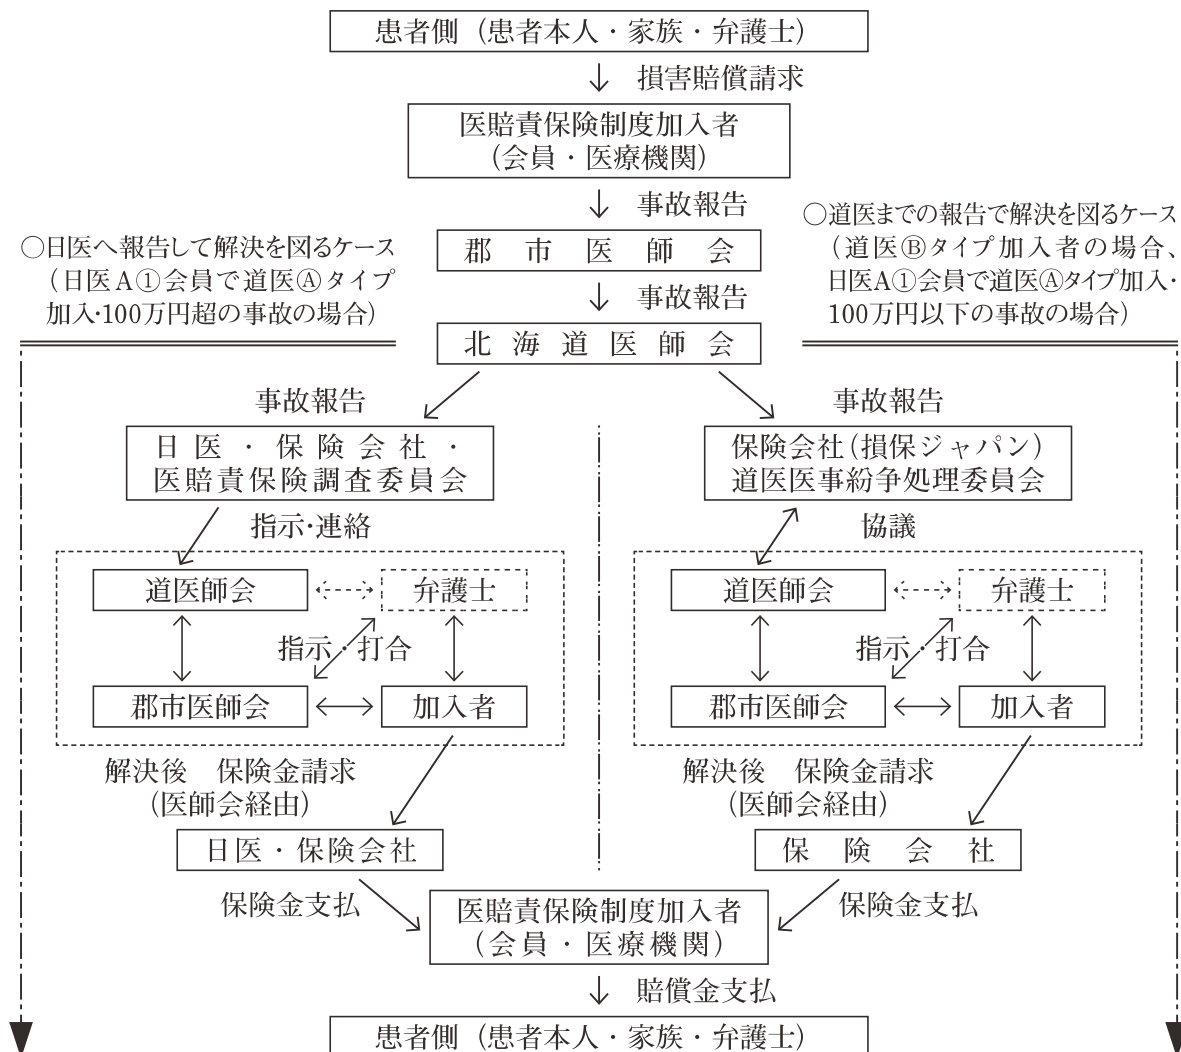 患者側（患者本人・家族・弁護士）
損害賠償請求
医賠責保険制度加入者
（会員・医療機関）
事故報告
郡市医師会
事故報告
北海道医師会
○日医へ報告して解決を図るケース
（日医A①会員で道医Ⓐタイプ
加入・100万円超の事故の場合）
○道医までの報告で解決を図るケース
（道医Ⓑタイプ加入者の場合、
日医A①会員で道医Ⓐタイプ加入・
100万円以下の事故の場合）
事故報告
日医・保険会社・
医賠責保険調査委員会
指示・連絡
道医師会
弁護士
指示・打合
郡市医師会
加入者
解決後　保険金請求
（医師会経由）
日医・保険会社
保険金支払
事故報告
保険会社（損保ジャパン）
道医医事紛争処理委員会
協議
道医師会
弁護士
指示・打合
郡市医師会
加入者
解決後　保険金請求
（医師会経由）
保険会社
保険金支払
医賠責保険制度加入者
（会員・医療機関）
賠償金支払
患者側（患者本人・家族・弁護士）